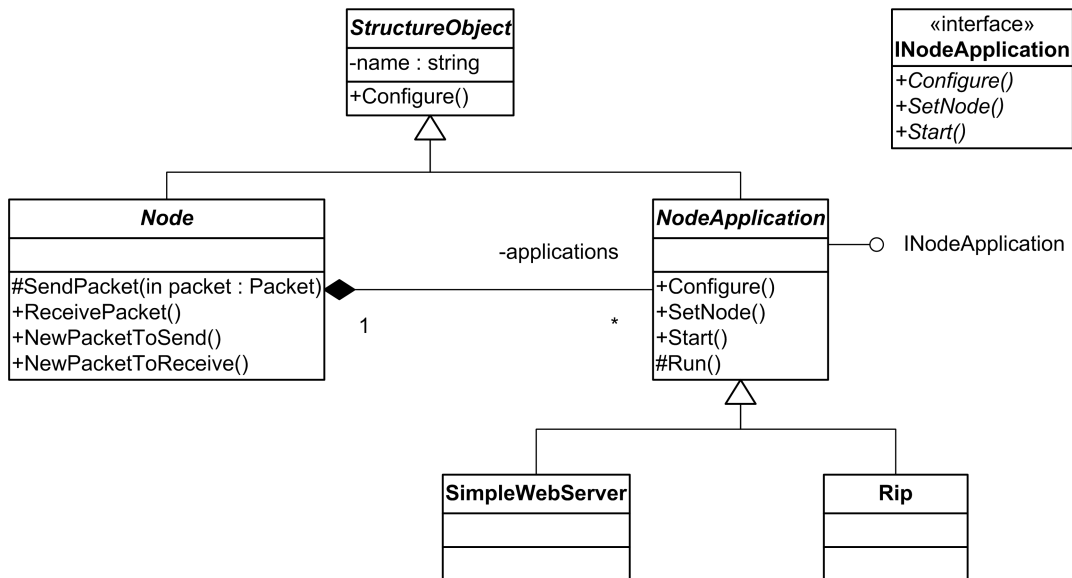 StructureObject
-name : string
+Configure()
«interface»
INodeApplication
+Configure()
+SetNode()
+Start()
Node
#SendPacket(in packet : Packet)
+ReceivePacket()
+NewPacketToSend()
+NewPacketToReceive()
-applications
1
*
NodeApplication
+Configure()
+SetNode()
+Start()
#Run()
INodeApplication
SimpleWebServer
Rip